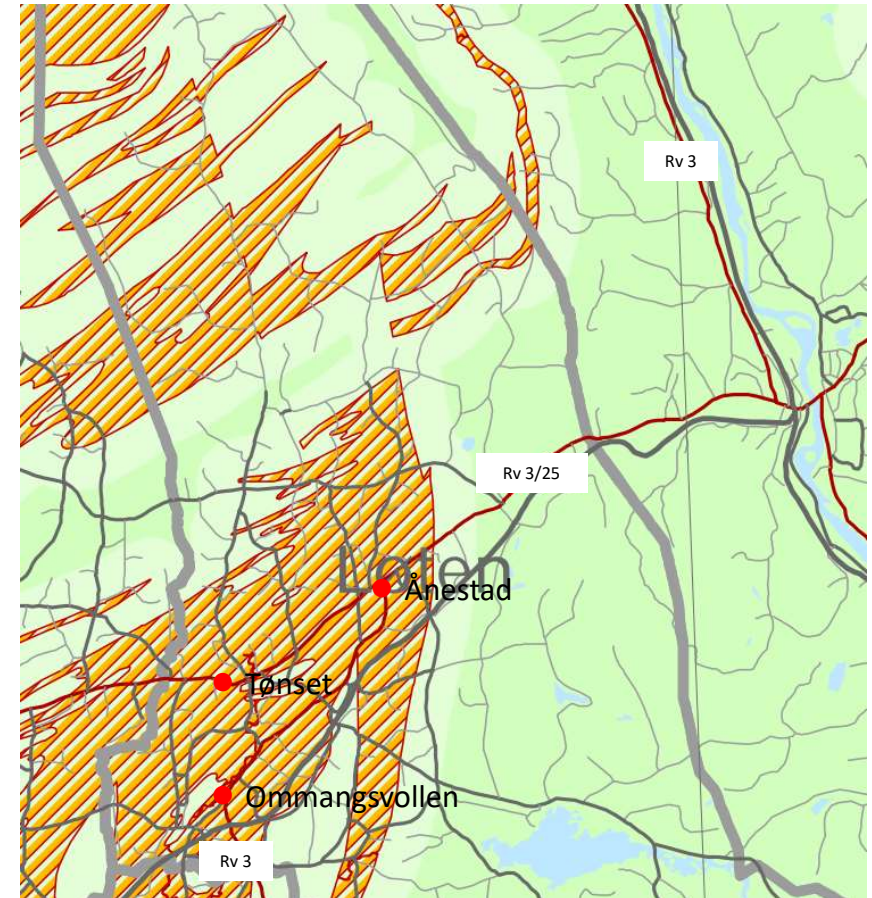 Rv 3
Rv 3/25
Løten
Ånestad
Tønset
Ommangsvollen
Rv 3